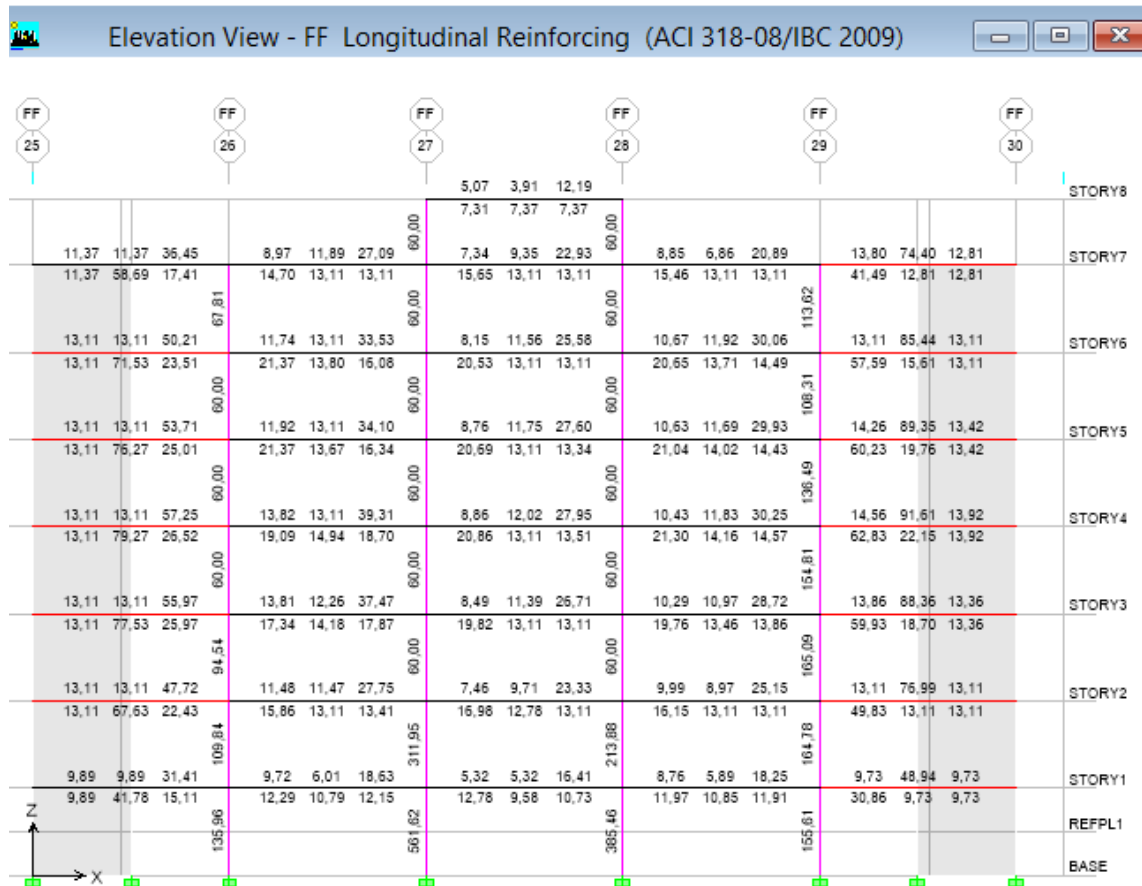 Elevation View - FF Longitudinal Reinforcing (ACI 318-08/IBC 2009)
FF FF FF FF FF FF
25 26 27 28 29 30
5,07 3,91 12,19 STORY8
7,31 7,37 7,37
60,00 60,00
11,37 11,37 36,45 8,97 11,89 27,09 7,34 9,35 22,93 8,85 6,86 20,89 13,80 74,40 12,81 STORY7
11,37 58,69 17,41 14,70 13,11 13,11 15,65 13,11 13,11 15,46 13,11 13,11 41,49 12,81 12,81
67,81 60,00 60,00 113,62
13,11 13,11 50,21 11,74 13,11 33,53 8,15 11,56 25,58 10,67 11,92 30,06 13,11 85,44 13,11 STORY6
13,11 71,53 23,51 21,37 13,80 16,08 20,53 13,11 13,11 20,65 13,71 14,49 57,59 15,61 13,11
60,00 60,00 60,00 108,31
13,11 13,11 53,71 11,92 13,11 34,10 8,76 11,75 27,60 10,63 11,69 29,93 14,26 89,35 13,42 STORY5
13,11 76,27 25,01 21,37 13,67 16,34 20,69 13,11 13,34 21,04 14,02 14,43 60,23 19,76 13,42
60,00 60,00 60,00 136,49
13,11 13,11 57,25 13,82 13,11 39,31 8,86 12,02 27,95 10,43 11,83 30,25 14,56 91,61 13,92 STORY4
13,11 79,27 26,52 19,09 14,94 18,70 20,86 13,11 13,51 21,30 14,16 14,57 62,83 22,15 13,92
60,00 60,00 60,00 154,81
13,11 13,11 55,97 13,81 12,26 37,47 8,49 11,39 26,71 10,29 10,97 28,72 13,86 88,36 13,36 STORY3
13,11 77,53 25,97 17,34 14,18 17,87 19,82 13,11 13,11 19,76 13,46 13,86 59,93 18,70 13,36
94,54 60,00 60,00 165,09
13,11 13,11 47,72 11,48 11,47 27,75 7,46 9,71 23,33 9,99 8,97 25,15 13,11 76,99 13,11 STORY2
13,11 67,63 22,43 15,86 13,11 13,41 16,98 12,78 13,11 16,15 13,11 13,11 49,83 13,11 13,11
109,84 311,95 213,88 164,78
9,89 9,89 31,41 9,72 6,01 18,63 5,32 5,32 16,41 8,76 5,89 18,25 9,73 48,94 9,73 STORY1
9,89 41,78 15,11 12,29 10,79 12,15 12,78 9,58 10,73 11,97 10,85 11,91 30,86 9,73 9,73
Z 135,96 561,62 385,46 155,61 REFPL1
X BASE